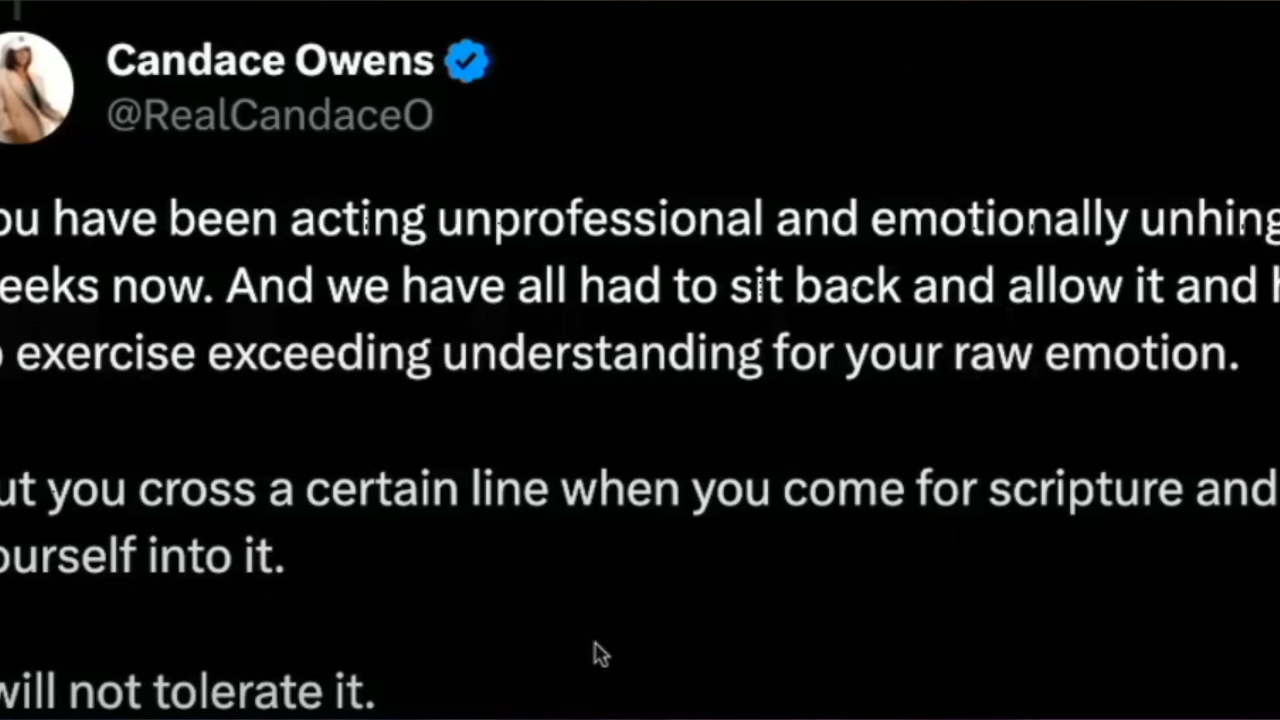 Candace Owens
@RealCandaceO
ou have been acting unprofessional and emotionally unhing
eeks now. And we have all had to sit back and allow it and h
exercise exceeding understanding for your raw emotion.
ut you cross a certain line when you come for scripture and
ourself into it.
will not tolerate it.